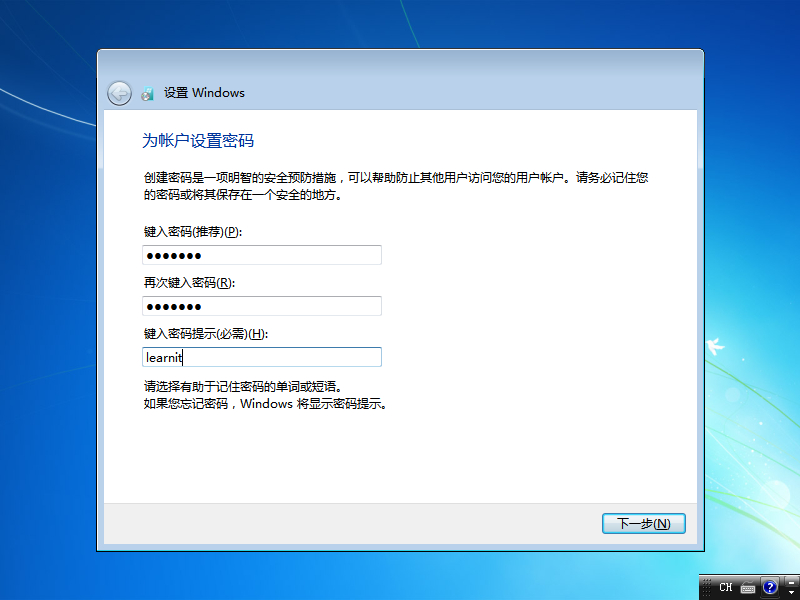 设置 Windows
为帐户设置密码
创建密码是一项明智的安全预防措施，可以帮助防止其他用户访问您的用户帐户。请务必记住您
的密码或将其保存在一个安全的地方。
键入密码(推荐)(P):
●●●●●●●
再次键入密码(R):
●●●●●●●
键入密码提示(必需)(H):
learnit
请选择有助于记住密码的单词或短语。
如果您忘记密码，Windows 将显示密码提示。
下一步(N)
CH
?